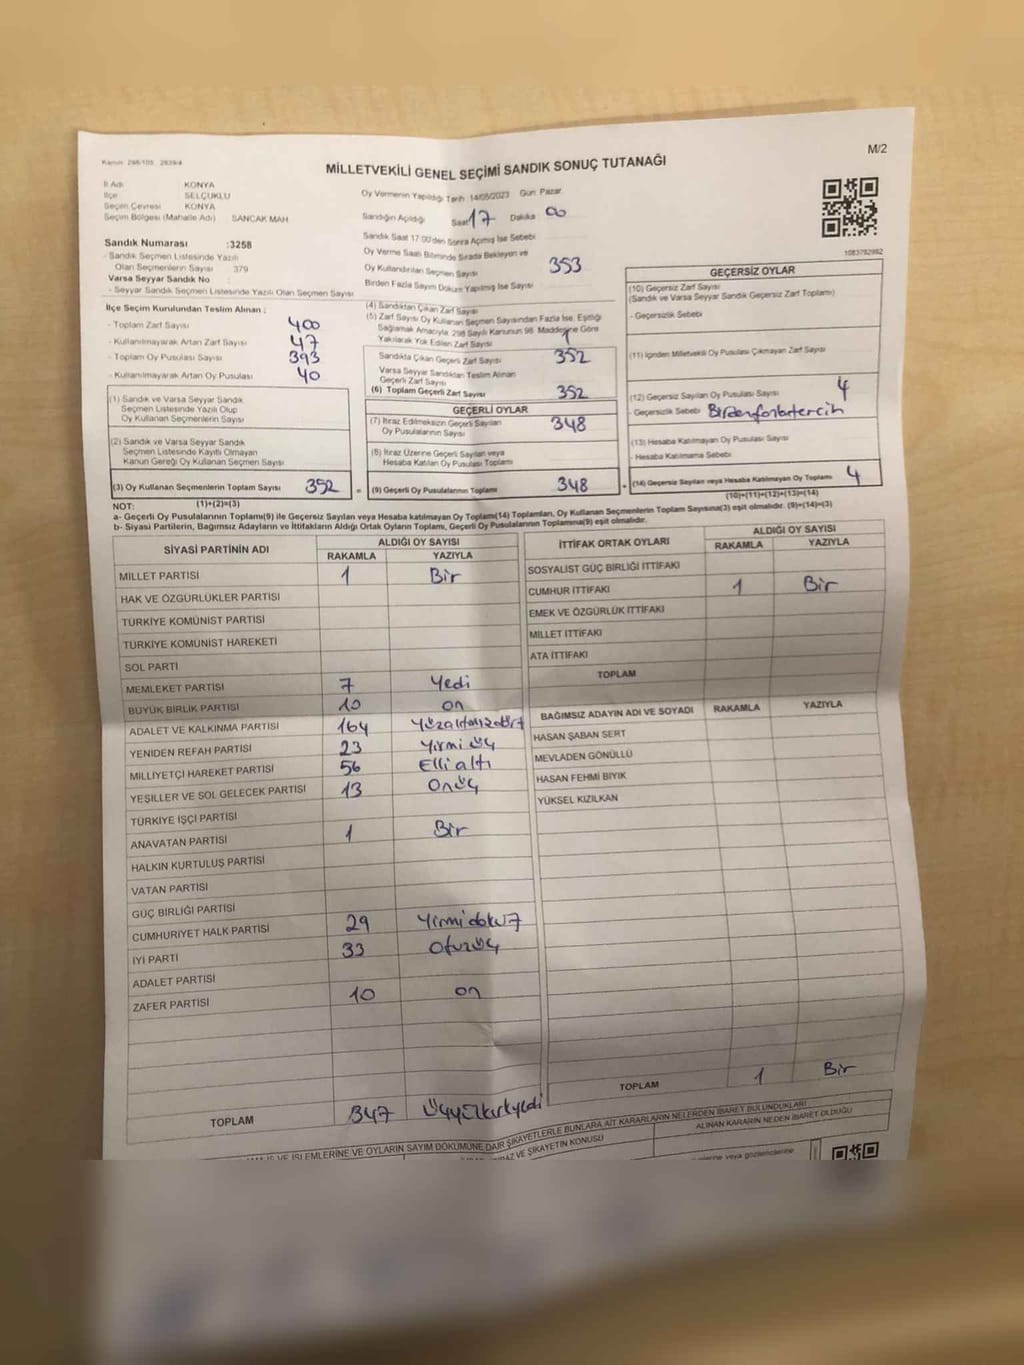 Kanun 298/105 2839/4
M/2
MİLLETVEKİLİ GENEL SEÇİMİ SANDIK SONUÇ TUTANAĞI
İl Adı KONYA
İlçe SELÇUKLU
Seçim Çevresi KONYA
Seçim Bölgesi (Mahalle Adı) SANCAK MAH
Sandık Numarası :3258
- Sandık Seçmen Listesinde Yazılı
Olan Seçmenlerin Sayısı 379
Varsa Seyyar Sandık No :
- Seyyar Sandık Seçmen Listesinde Yazılı Olan Seçmen Sayısı
Oy Vermenin Yapıldığı Tarih 14/05/2023 Gün Pazar
Sandığın Açıldığı Saat 17 Dakika 00
Sandık Saat 17:00'den Sonra Açılmış İse Sebebi
Oy Verme Saati Bitiminde Sırada Bekleyen ve
Oy Kullandırılan Seçmen Sayısı 353
Birden Fazla Sayım Döküm Yapılmış İse Sayısı
1083782982
İlçe Seçim Kurulundan Teslim Alınan ;
- Toplam Zarf Sayısı 400
- Kullanılmayarak Artan Zarf Sayısı 47
- Toplam Oy Pusulası Sayısı 393
- Kullanılmayarak Artan Oy Pusulası 40
(1) Sandık ve Varsa Seyyar Sandık
Seçmen Listesinde Yazılı Olup
Oy Kullanan Seçmenlerin Sayısı
(2) Sandık ve Varsa Seyyar Sandık
Seçmen Listesinde Kayıtlı Olmayan
Kanun Gereği Oy Kullanan Seçmen Sayısı
(3) Oy Kullanan Seçmenlerin Toplam Sayısı 352
(1)+(2)=(3)
(4) Sandıktan Çıkan Zarf Sayısı
(5) Zarf Sayısı Oy Kullanan Seçmen Sayısından Fazla İse, Eşitliği
Sağlamak Amacıyla 298 Sayılı Kanunun 98. Maddesine Göre
Yakılarak Yok Edilen Zarf Sayısı 1
Sandıkta Çıkan Geçerli Zarf Sayısı 352
Varsa Seyyar Sandıktan Teslim Alınan
Geçerli Zarf Sayısı
(6) Toplam Geçerli Zarf Sayısı 352
GEÇERLİ OYLAR
(7) İtiraz Edilmeksizin Geçerli Sayılan
Oy Pusulalarının Sayısı 348
(8) İtiraz Üzerine Geçerli Sayılan veya
Hesaba Katılan Oy Pusulası Toplamı
= (9) Geçerli Oy Pusulalarının Toplamı 348
GEÇERSİZ OYLAR
(10) Geçersiz Zarf Sayısı
(Sandık ve Varsa Seyyar Sandık Geçersiz Zarf Toplamı)
- Geçersizlik Sebebi
(11) İçinden Milletvekili Oy Pusulası Çıkmayan Zarf Sayısı
(12) Geçersiz Sayılan Oy Pusulası Sayısı 4
- Geçersizlik Sebebi Birdenfazlatercih
(13) Hesaba Katılmayan Oy Pusulası Sayısı
- Hesaba Katılmama Sebebi
+ (14) Geçersiz Sayılan veya Hesaba Katılmayan Oy Toplamı 4
(10)+(11)+(12)+(13)=(14)
NOT:
a- Geçerli Oy Pusulalarının Toplamı(9) ile Geçersiz Sayılan veya Hesaba katılmayan Oy Toplamı(14) Toplamları, Oy Kullanan Seçmenlerin Toplam Sayısına(3) eşit olmalıdır. (9)+(14)=(3)
b- Siyasi Partilerin, Bağımsız Adayların ve İttifakların Aldığı Ortak Oyların Toplamı, Geçerli Oy Pusulalarının Toplamına(9) eşit olmalıdır.
SİYASİ PARTİNİN ADI ALDIĞI OY SAYISI
RAKAMLA YAZIYLA
MİLLET PARTİSİ 1 Bir
HAK VE ÖZGÜRLÜKLER PARTİSİ
TÜRKİYE KOMÜNİST PARTİSİ
TÜRKİYE KOMÜNİST HAREKETİ
SOL PARTİ
MEMLEKET PARTİSİ 7 Yedi
BÜYÜK BİRLİK PARTİSİ 10 on
ADALET VE KALKINMA PARTİSİ 164 Yüzaltmışdört
YENİDEN REFAH PARTİSİ 23 Yirmi üç
MİLLİYETÇİ HAREKET PARTİSİ 56 Elli altı
YEŞİLLER VE SOL GELECEK PARTİSİ 13 Onüç
TÜRKİYE İŞÇİ PARTİSİ
ANAVATAN PARTİSİ 1 Bir
HALKIN KURTULUŞ PARTİSİ
VATAN PARTİSİ
GÜÇ BİRLİĞİ PARTİSİ
CUMHURİYET HALK PARTİSİ 29 Yirmidokuz
İYİ PARTİ 33 Otuzüç
ADALET PARTİSİ
ZAFER PARTİSİ 10 on
TOPLAM 347 Üçyüzkırkyedi
İTTİFAK ORTAK OYLARI ALDIĞI OY SAYISI
RAKAMLA YAZIYLA
SOSYALİST GÜÇ BİRLİĞİ İTTİFAKI
CUMHUR İTTİFAKI 1 Bir
EMEK VE ÖZGÜRLÜK İTTİFAKI
MİLLET İTTİFAKI
ATA İTTİFAKI
TOPLAM
BAĞIMSIZ ADAYIN ADI VE SOYADI RAKAMLA YAZIYLA
HASAN ŞABAN SERT
MEVLADEN GÖNÜLLÜ
HASAN FEHMİ BIYIK
YÜKSEL KIZILKAN
TOPLAM 1 Bir
VE İŞLEMLERİNE VE OYLARIN SAYIM DÖKÜMÜNE DAİR ŞİKAYETLERLE BUNLARA AİT KARARLARIN NELERDEN İBARET BULUNDUKLARI
VE ŞİKAYETİN KONUSU
ALINAN KARARIN NEDEN İBARET OLDUĞU
veya gözlemcilerine